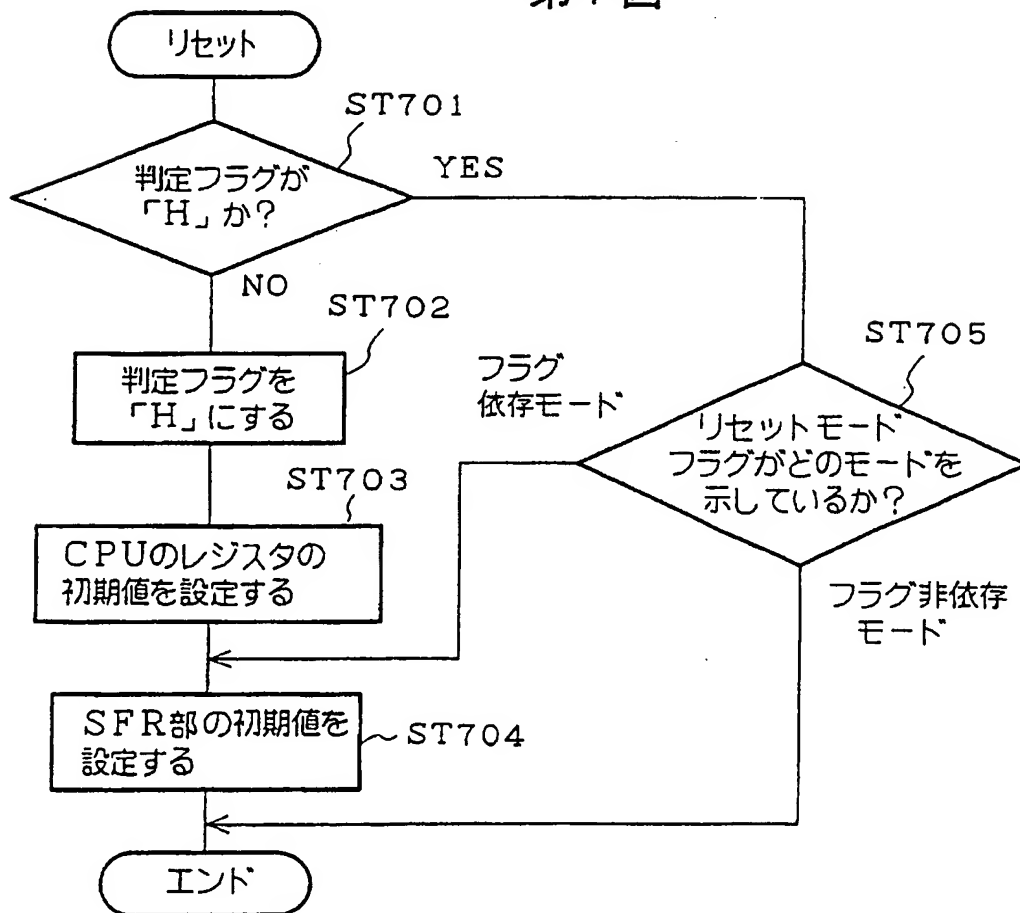 リセット
ST701
判定フラグが
「H」か?
YES
NO
ST702
判定フラグを
「H」にする
ST703
CPUのレジスタの
初期値を設定する
フラグ
依存モード
ST705
リセットモード
フラグがどのモードを
示しているか?
フラグ非依存
モード
SFR部の初期値を
設定する
ST704
エンド